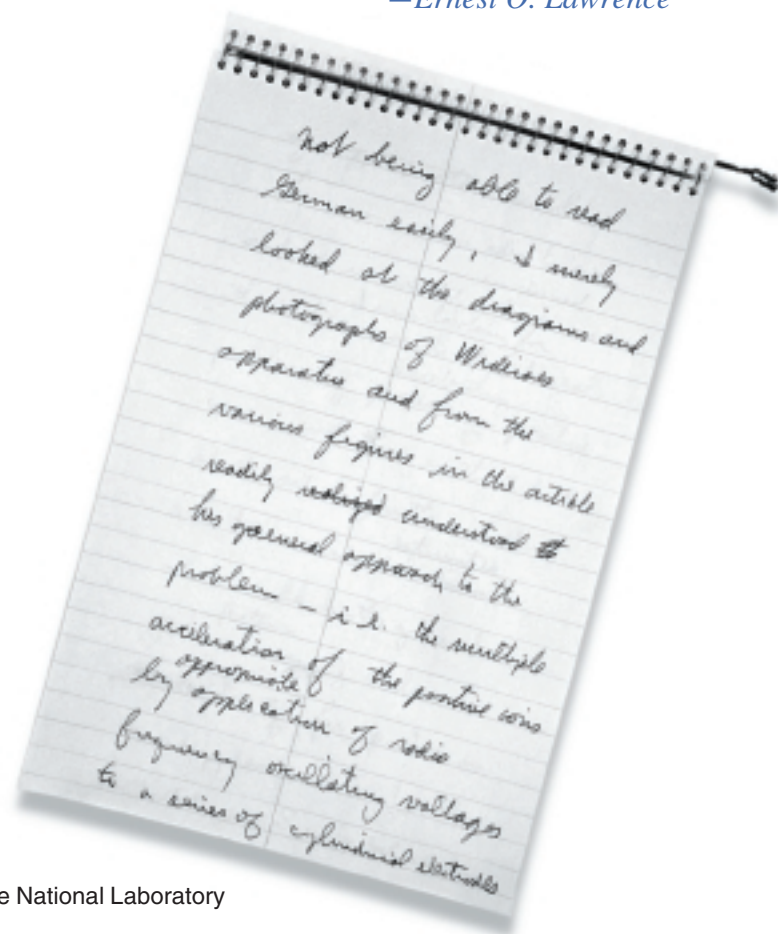 —Ernest O. Lawrence
not being able to read
German easily, I merely
looked at the diagrams and
photographs of Wideroes
apparatus and from the
various figures in the article
readily understood
his general approach to the
problem – i.e. the multiple
acceleration of the positive ions
appropriate
by application of radio
frequency oscillating voltages
to a series of cylindrical electrodes
e National Laboratory